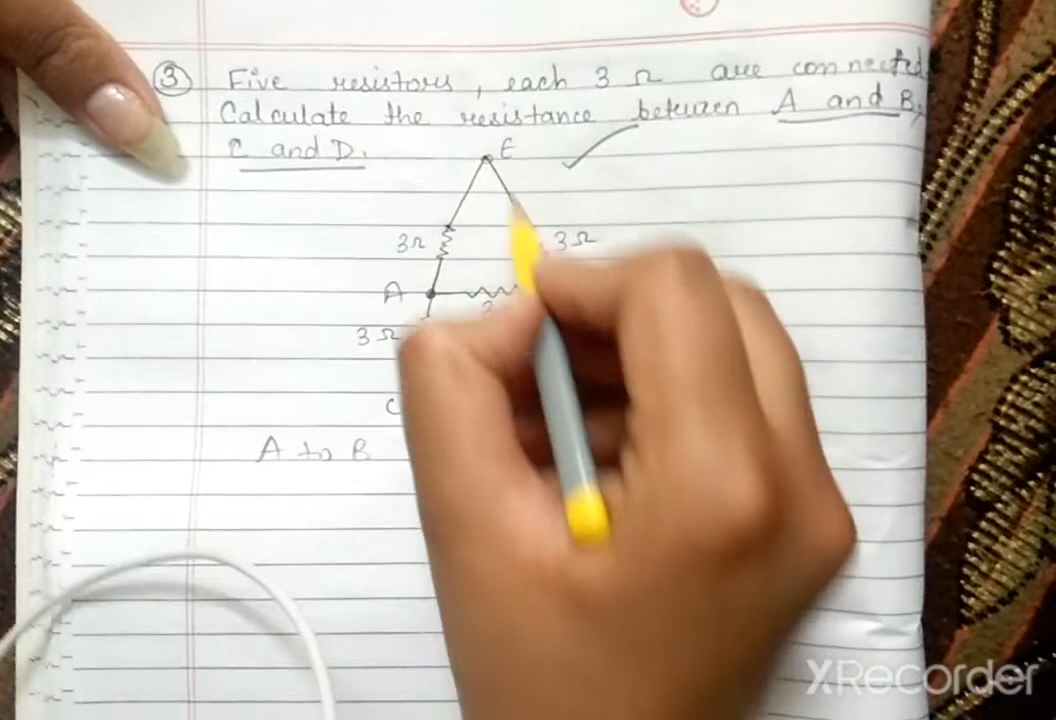 3 Five resistors, each 3 Ω are connected
Calculate the resistance between A and B,
C and D.
E
3Ω
3Ω
A
3Ω
C
A to B
XRecorder